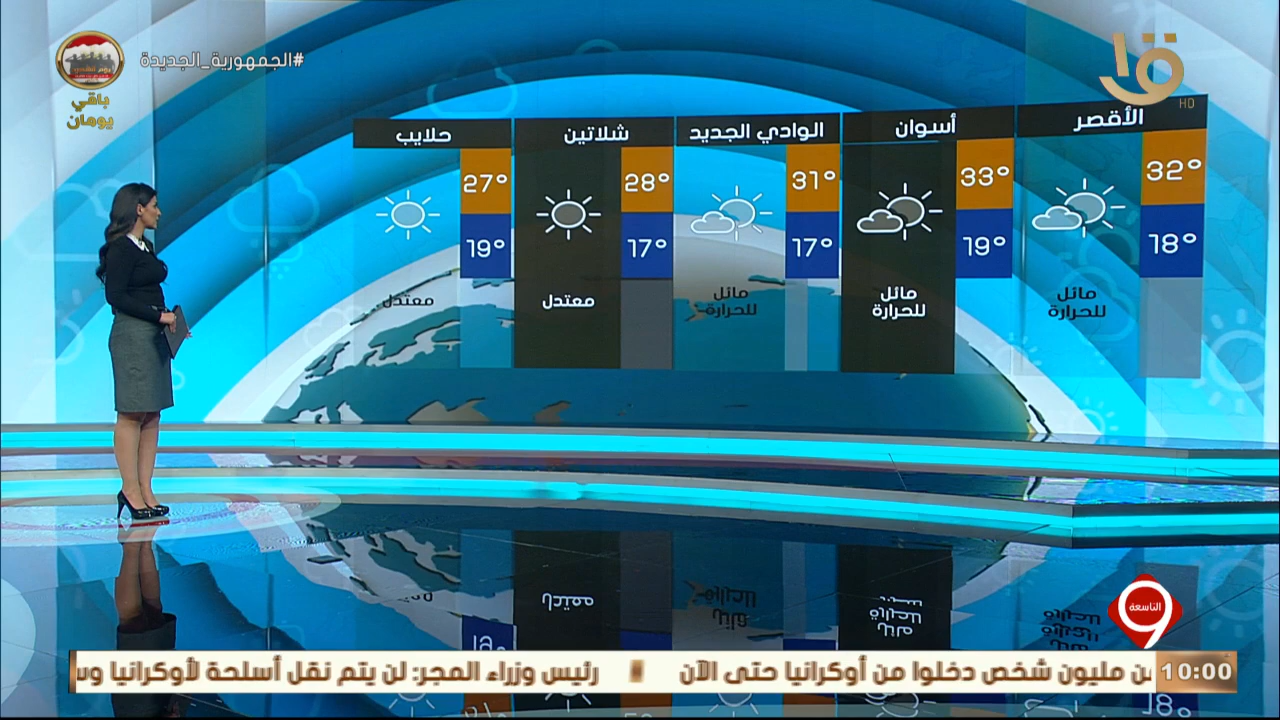 #الجمهورية_الجديدة
باقي
يومان
HD
الأقصر
32°
18°
مائل
للحرارة
أسوان
33°
19°
مائل
للحرارة
الوادي الجديد
31°
17°
مائل
للحرارة
شلاتين
28°
17°
معتدل
حلايب
27°
19°
معتدل
التاسعة
9
10:00
ن مليون شخص دخلوا من أوكرانيا حتى الآن
رئيس وزراء المجر: لن يتم نقل أسلحة لأوكرانيا وس